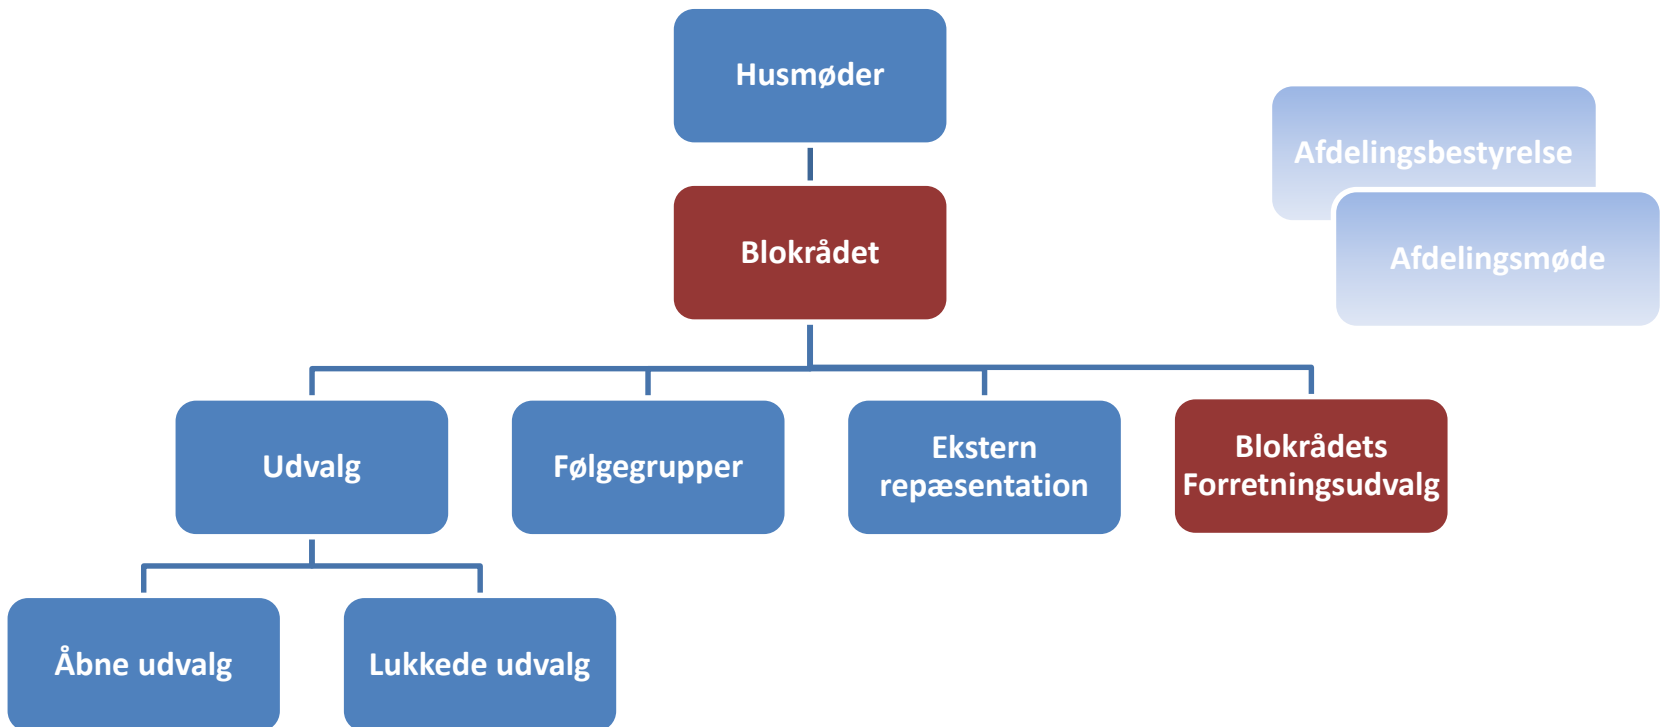 Husmøder
Afdelingsbestyrelse
Blokrådet
Afdelingsmøde
Udvalg
Følgegrupper
Ekstern
repæsentation
Blokrådets
Forretningsudvalg
Åbne udvalg
Lukkede udvalg